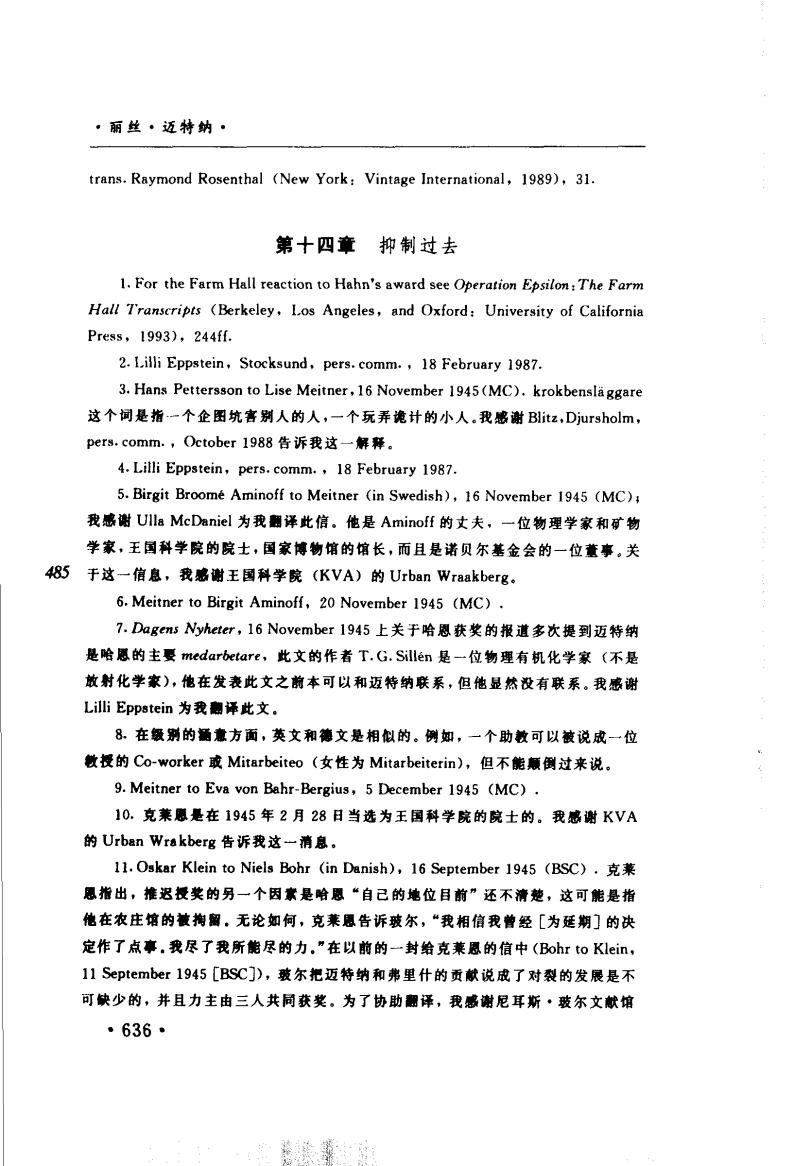 ·丽丝·迈特纳·
trans. Raymond Rosenthal (New York: Vintage International, 1989), 31.
第十四章 抑制过去
1. For the Farm Hall reaction to Hahn's award see Operation Epsilon: The Farm
Hall Transcripts (Berkeley, Los Angeles, and Oxford: University of California
Press, 1993), 244ff.
2. Lilli Eppstein, Stocksund, pers. comm. , 18 February 1987.
3. Hans Pettersson to Lise Meitner, 16 November 1945(MC). krokbensläggare
这个词是指一个企图坑害别人的人,一个玩弄诡计的小人。我感谢 Blitz, Djursholm,
pers. comm. , October 1988 告诉我这一解释。
4. Lilli Eppstein, pers. comm. , 18 February 1987.
5. Birgit Broomé Aminoff to Meitner (in Swedish), 16 November 1945 (MC);
我感谢 Ulla McDaniel 为我翻译此信。他是 Aminoff 的丈夫, 一位物理学家和矿物
学家,王国科学院的院士,国家博物馆的馆长,而且是诺贝尔基金会的一位董事。关
485 于这一信息, 我感谢王国科学院 (KVA) 的 Urban Wraakberg。
6. Meitner to Birgit Aminoff, 20 November 1945 (MC) .
7. Dagens Nyheter, 16 November 1945 上关于哈恩获奖的报道多次提到迈特纳
是哈恩的主要 medarbetare, 此文的作者 T. G. Sillén 是一位物理有机化学家 (不是
放射化学家),他在发表此文之前本可以和迈特纳联系,但他显然没有联系。我感谢
Lilli Eppstein 为我翻译此文。
8. 在级别的涵意方面, 英文和德文是相似的。例如, 一个助教可以被说成一位
教授的 Co-worker 或 Mitarbeiteo (女性为 Mitarbeiterin), 但不能颠倒过来说。
9. Meitner to Eva von Bahr-Bergius, 5 December 1945 (MC) .
10. 克莱恩是在 1945 年 2 月 28 日当选为王国科学院的院士的。我感谢 KVA
的 Urban Wrakberg 告诉我这一消息。
11. Oskar Klein to Niels Bohr (in Danish), 16 September 1945 (BSC) . 克莱
恩指出, 推迟授奖的另一个因素是哈恩“自己的地位目前”还不清楚, 这可能是指
他在农庄馆的被拘留。无论如何, 克莱恩告诉玻尔, “我相信我曾经 [为延期] 的决
定作了点事。我尽了我所能尽的力。”在以前的一封给克莱恩的信中 (Bohr to Klein,
11 September 1945 [BSC]), 玻尔把迈特纳和弗里什的贡献说成了对裂的发展是不
可缺少的, 并且力主由三人共同获奖。为了协助翻译, 我感谢尼耳斯·玻尔文献馆
·636·